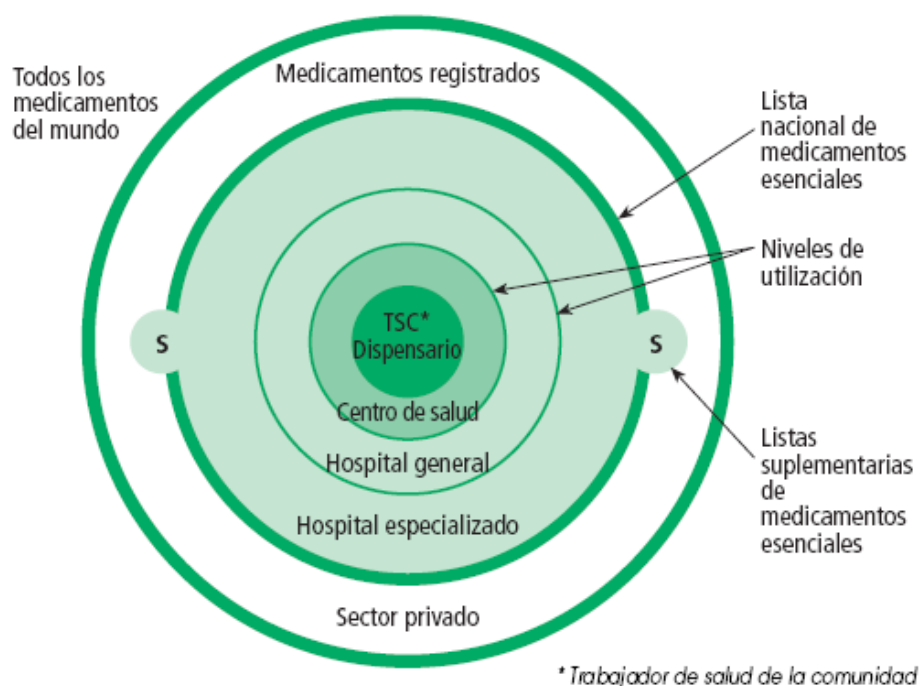 Todos los
medicamentos
del mundo
Medicamentos registrados
Lista
nacional de
medicamentos
esenciales
Niveles de
utilización
TSC*
Dispensario
S
S
Centro de salud
Hospital general
Hospital especializado
Listas
suplementarias
de
medicamentos
esenciales
Sector privado
* Trabajador de salud de la comunidad